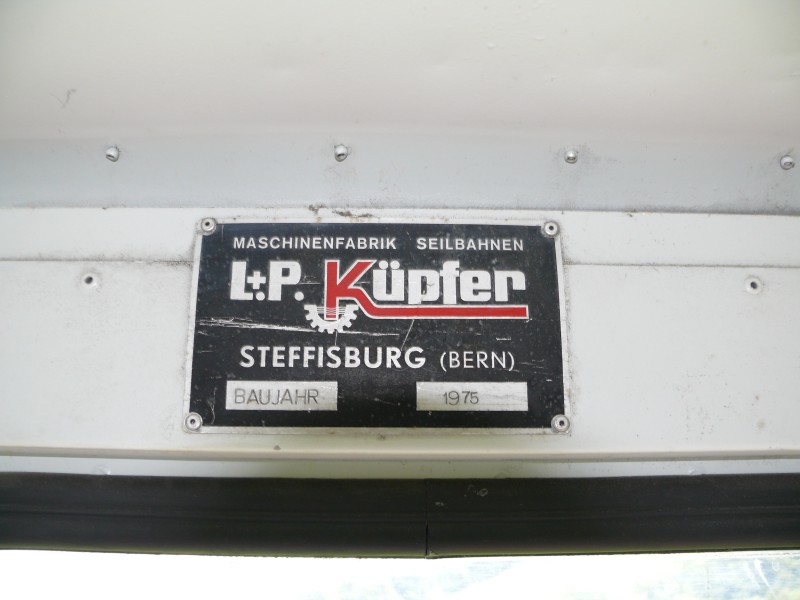 MASCHINENFABRIK SEILBAHNEN
L+P. Küpfer
STEFFISBURG (BERN)
BAUJAHR 1975